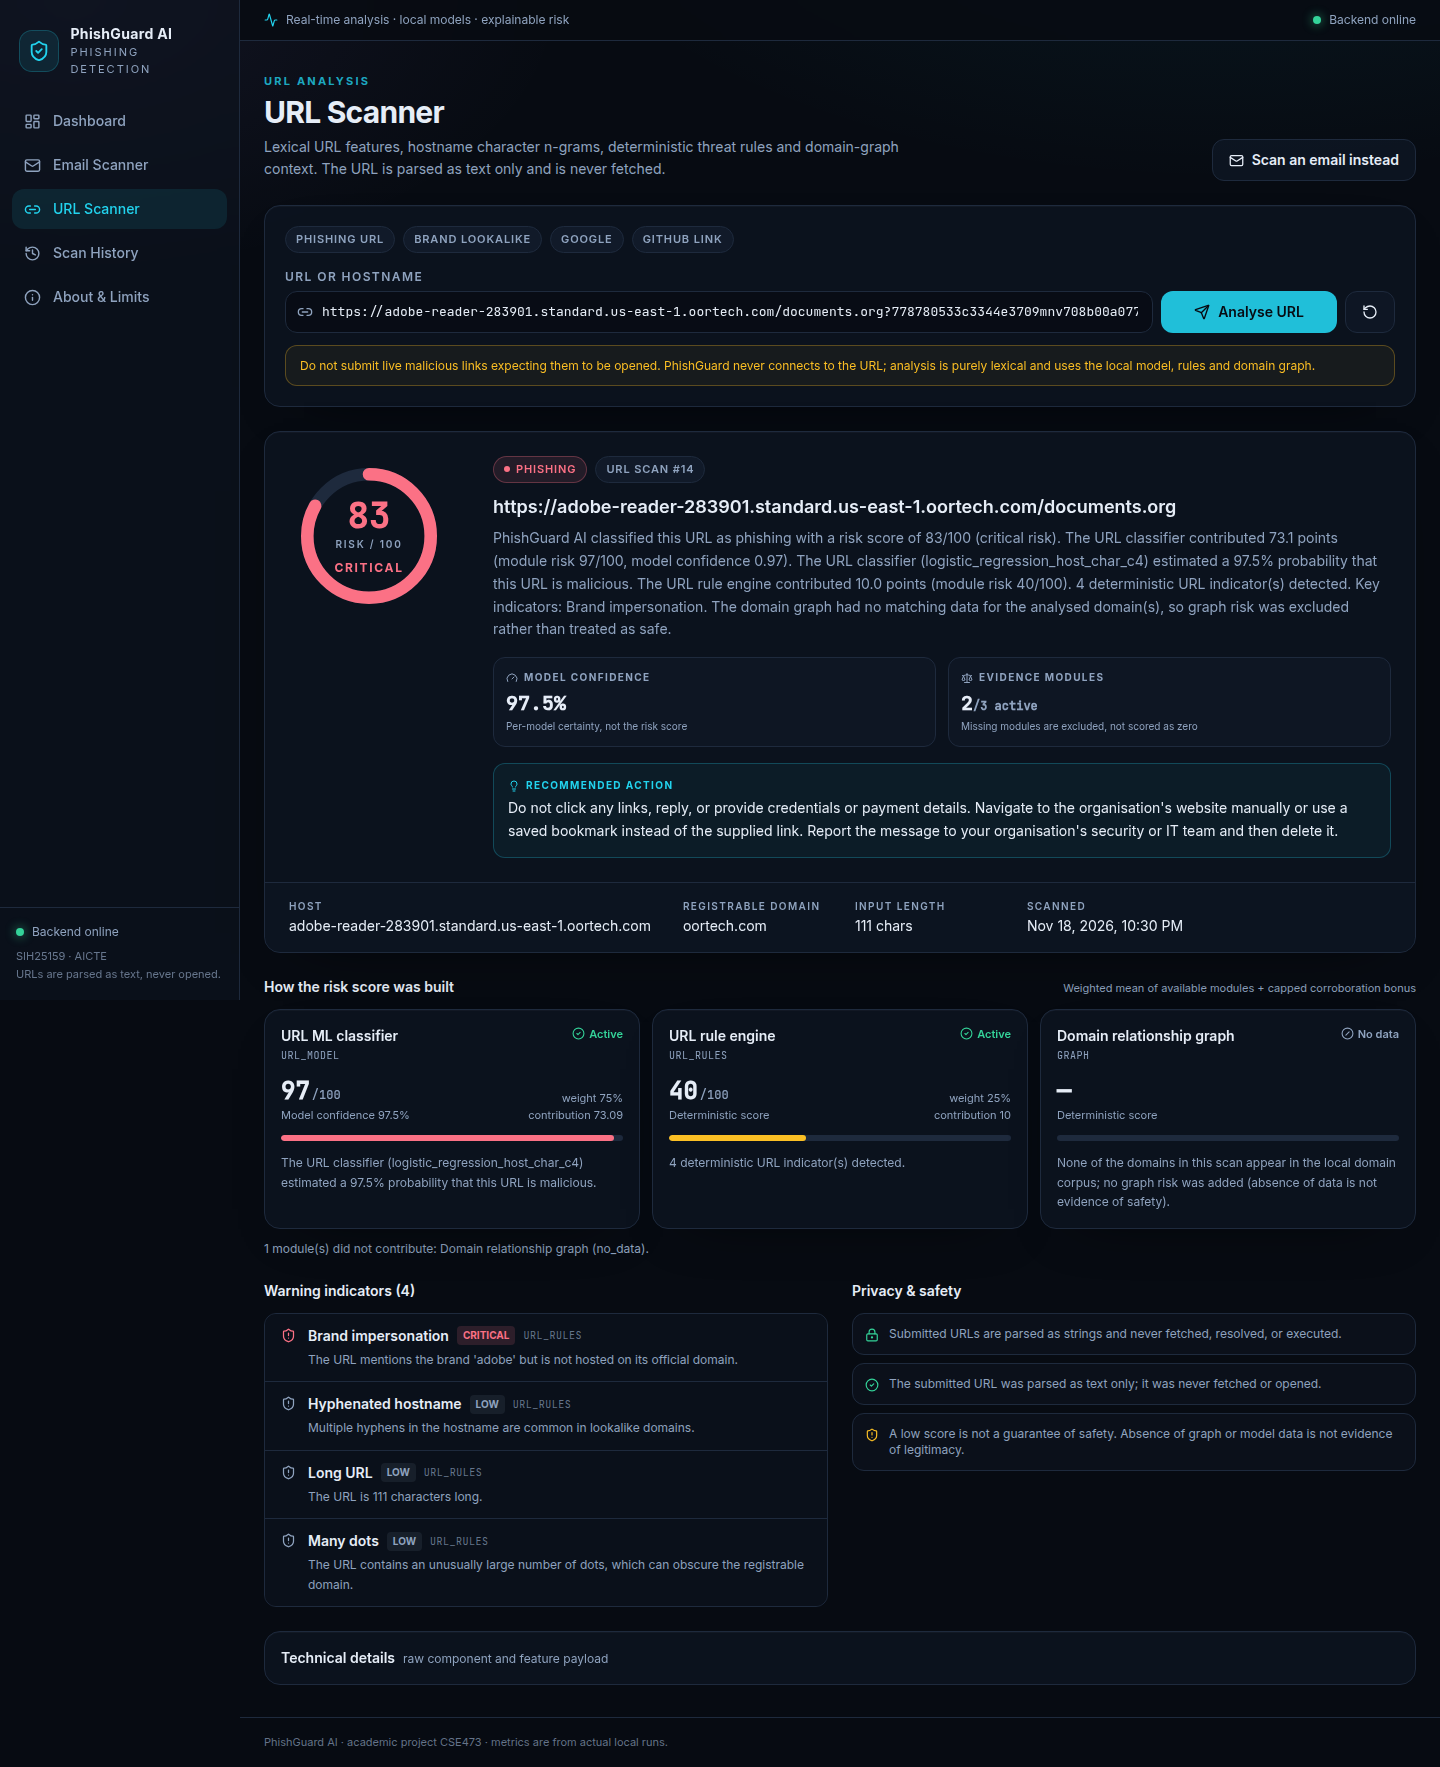 PhishGuard AI
PHISHING
DETECTION
Dashboard
Email Scanner
URL Scanner
Scan History
About & Limits
Backend online
SIH25159 · AICTE
URLs are parsed as text, never opened.
Real-time analysis · local models · explainable risk
Backend online
URL ANALYSIS
URL Scanner
Lexical URL features, hostname character n-grams, deterministic threat rules and domain-graph
context. The URL is parsed as text only and is never fetched.
Scan an email instead
PHISHING URL
BRAND LOOKALIKE
GOOGLE
GITHUB LINK
URL OR HOSTNAME
https://adobe-reader-283901.standard.us-east-1.oortech.com/documents.org?778780533c3344e3709mnv708b00a077
Analyse URL
Do not submit live malicious links expecting them to be opened. PhishGuard never connects to the URL; analysis is purely lexical and uses the local model, rules and domain graph.
83
RISK / 100
CRITICAL
PHISHING
URL SCAN #14
https://adobe-reader-283901.standard.us-east-1.oortech.com/documents.org
PhishGuard AI classified this URL as phishing with a risk score of 83/100 (critical risk). The URL classifier contributed 73.1 points
(module risk 97/100, model confidence 0.97). The URL classifier (logistic_regression_host_char_c4) estimated a 97.5% probability that
this URL is malicious. The URL rule engine contributed 10.0 points (module risk 40/100). 4 deterministic URL indicator(s) detected. Key
indicators: Brand impersonation. The domain graph had no matching data for the analysed domain(s), so graph risk was excluded
rather than treated as safe.
MODEL CONFIDENCE
97.5%
Per-model certainty, not the risk score
EVIDENCE MODULES
2/3 active
Missing modules are excluded, not scored as zero
RECOMMENDED ACTION
Do not click any links, reply, or provide credentials or payment details. Navigate to the organisation's website manually or use a
saved bookmark instead of the supplied link. Report the message to your organisation's security or IT team and then delete it.
HOST
adobe-reader-283901.standard.us-east-1.oortech.com
REGISTRABLE DOMAIN
oortech.com
INPUT LENGTH
111 chars
SCANNED
Nov 18, 2026, 10:30 PM
How the risk score was built
Weighted mean of available modules + capped corroboration bonus
URL ML classifier
Active
URL_MODEL
97/100
weight 75%
Model confidence 97.5%
contribution 73.09
The URL classifier (logistic_regression_host_char_c4)
estimated a 97.5% probability that this URL is malicious.
URL rule engine
Active
URL_RULES
40/100
weight 25%
Deterministic score
contribution 10
4 deterministic URL indicator(s) detected.
Domain relationship graph
No data
GRAPH
—
Deterministic score
None of the domains in this scan appear in the local domain
corpus; no graph risk was added (absence of data is not
evidence of safety).
1 module(s) did not contribute: Domain relationship graph (no_data).
Warning indicators (4)
Brand impersonation CRITICAL URL_RULES
The URL mentions the brand 'adobe' but is not hosted on its official domain.
Hyphenated hostname LOW URL_RULES
Multiple hyphens in the hostname are common in lookalike domains.
Long URL LOW URL_RULES
The URL is 111 characters long.
Many dots LOW URL_RULES
The URL contains an unusually large number of dots, which can obscure the registrable
domain.
Privacy & safety
Submitted URLs are parsed as strings and never fetched, resolved, or executed.
The submitted URL was parsed as text only; it was never fetched or opened.
A low score is not a guarantee of safety. Absence of graph or model data is not evidence
of legitimacy.
Technical details raw component and feature payload
PhishGuard AI · academic project CSE473 · metrics are from actual local runs.